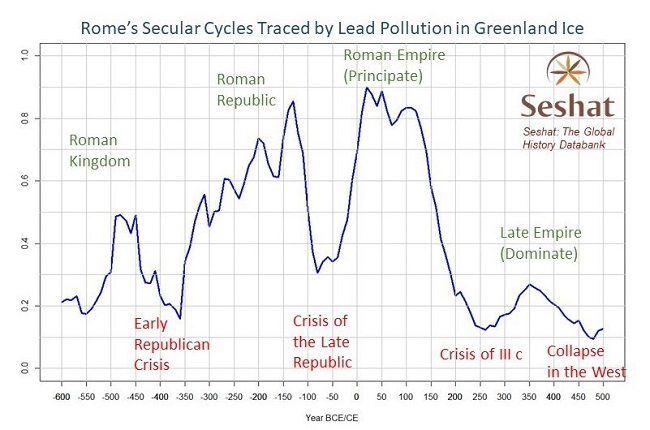 Rome's Secular Cycles Traced by Lead Pollution in Greenland Ice
Roman Empire
(Principate)
Roman
Republic
Seshat
Seshat: The Global
History Databank
Roman
Kingdom
Late Empire
(Dominate)
Early
Republican
Crisis
Crisis of
the Late
Republic
Crisis of III c
Collapse
in the West
1.0
0.8
0.6
0.4
0.2
0.0
-600 -550 -500 -450 -400 -350 -300 -250 -200 -150 -100 -50 0 50 100 150 200 250 300 350 400 450 500
Year BCE/CE